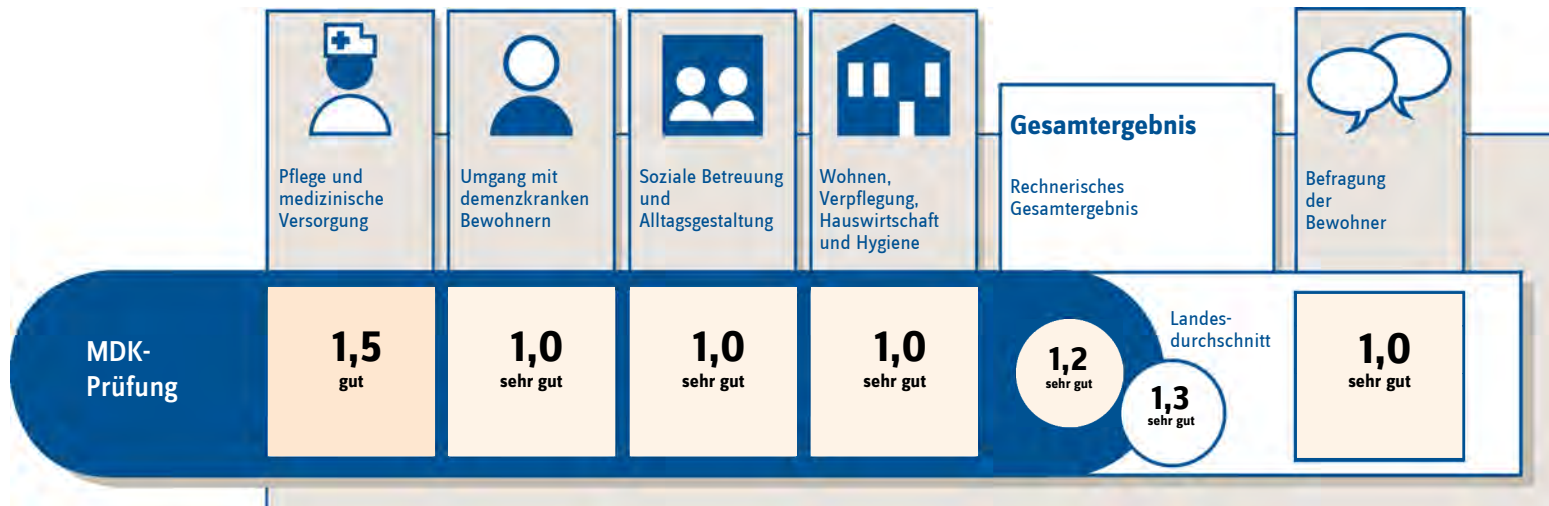 Pflege und
medizinische
Versorgung
Umgang mit
demenzkranken
Bewohnern
Soziale Betreuung
und
Alltagsgestaltung
Wohnen,
Verpflegung,
Hauswirtschaft
und Hygiene
Gesamtergebnis
Rechnerisches
Gesamtergebnis
Befragung
der
Bewohner
MDK-
Prüfung
1,5
gut
1,0
sehr gut
1,0
sehr gut
1,0
sehr gut
1,2
sehr gut
Landes-
durchschnitt
1,3
sehr gut
1,0
sehr gut